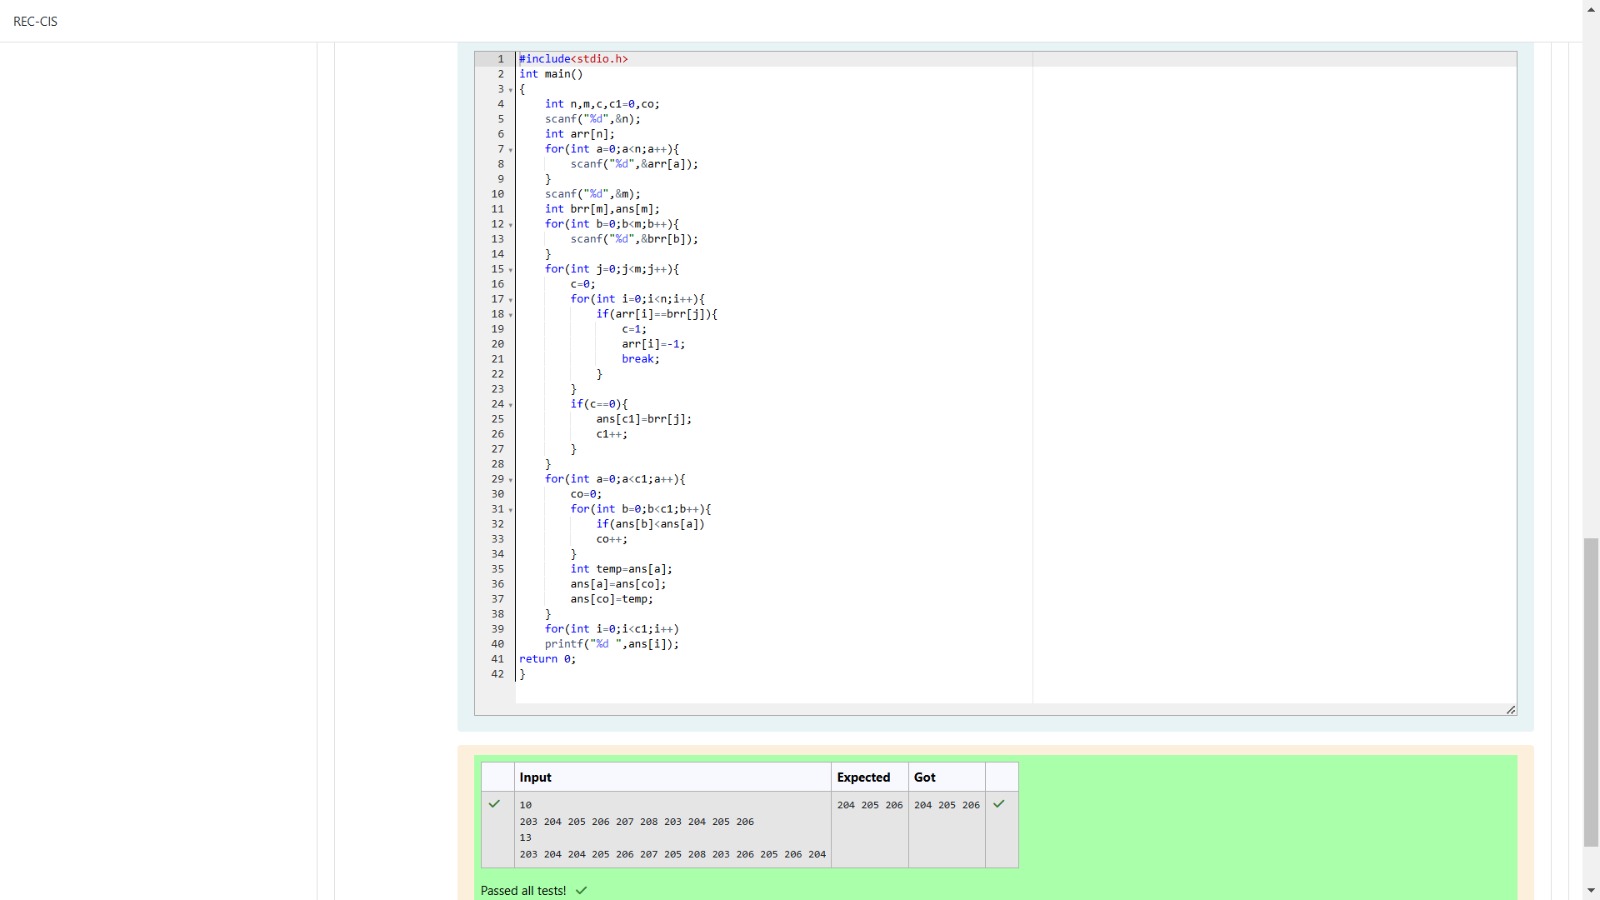 REC-CIS
1 #include<stdio.h>
2 int main()
3 {
4     int n,m,c,c1=0,co;
5     scanf("%d",&n);
6     int arr[n];
7     for(int a=0;a<n;a++){
8         scanf("%d",&arr[a]);
9     }
10     scanf("%d",&m);
11     int brr[m],ans[m];
12     for(int b=0;b<m;b++){
13         scanf("%d",&brr[b]);
14     }
15     for(int j=0;j<m;j++){
16         c=0;
17         for(int i=0;i<n;i++){
18             if(arr[i]==brr[j]){
19                 c=1;
20                 arr[i]=-1;
21                 break;
22             }
23         }
24         if(c==0){
25             ans[c1]=brr[j];
26             c1++;
27         }
28     }
29     for(int a=0;a<c1;a++){
30         co=0;
31         for(int b=0;b<c1;b++){
32             if(ans[b]<ans[a])
33             co++;
34         }
35         int temp=ans[a];
36         ans[a]=ans[co];
37         ans[co]=temp;
38     }
39     for(int i=0;i<c1;i++)
40     printf("%d ",ans[i]);
41 return 0;
42 }
Input Expected Got
10 204 205 206 204 205 206
203 204 205 206 207 208 203 204 205 206
13
203 204 204 205 206 207 205 208 203 206 205 206 204
Passed all tests!